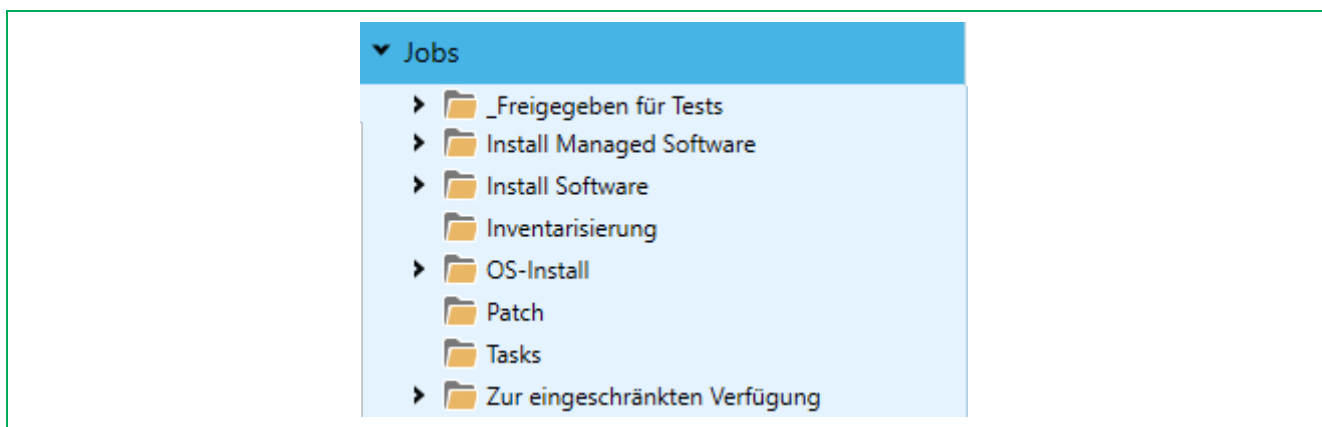 Jobs
_Freigegeben für Tests
Install Managed Software
Install Software
Inventarisierung
OS-Install
Patch
Tasks
Zur eingeschränkten Verfügung